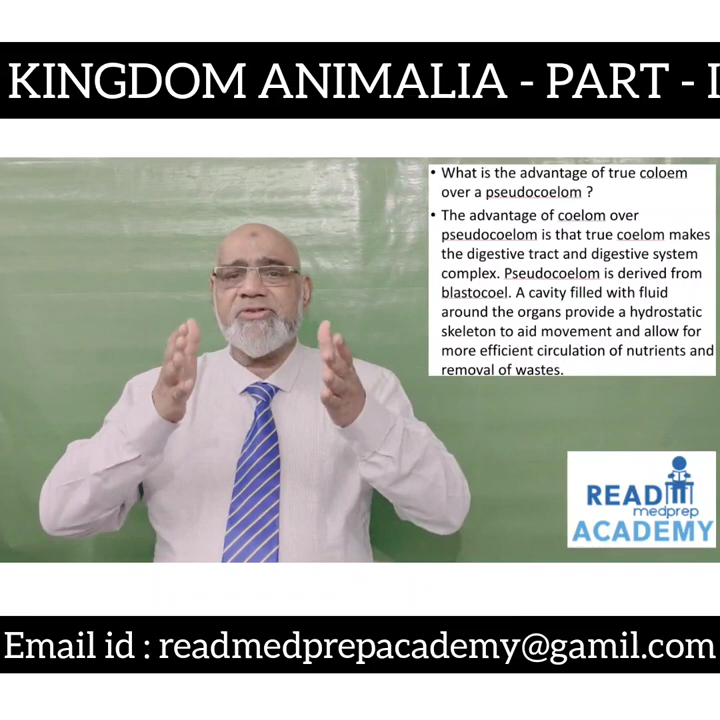 KINGDOM ANIMALIA - PART - I
• What is the advantage of true coloem
over a pseudocoelom ?
• The advantage of coelom over
pseudocoelom is that true coelom makes
the digestive tract and digestive system
complex. Pseudocoelom is derived from
blastocoel. A cavity filled with fluid
around the organs provide a hydrostatic
skeleton to aid movement and allow for
more efficient circulation of nutrients and
removal of wastes.
READ
medprep
ACADEMY
Email id : readmedprepacademy@gamil.com